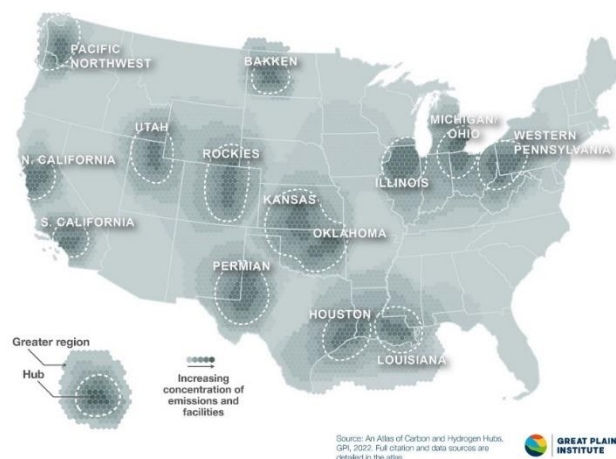 PACIFIC
NORTHWEST
BAKKEN
MICHIGAN/
OHIO
WESTERN
PENNSYLVANIA
UTAH
ROCKIES
N. CALIFORNIA
ILLINOIS
KANSAS
S. CALIFORNIA
OKLAHOMA
PERMIAN
HOUSTON
LOUISIANA
Greater region
Hub
Increasing
concentration of
emissions and
facilities
Source: An Atlas of Carbon and Hydrogen Hubs,
GPI, 2022. Full citation and data sources are
detailed in the atlas.
GREAT PLAIN
INSTITUTE